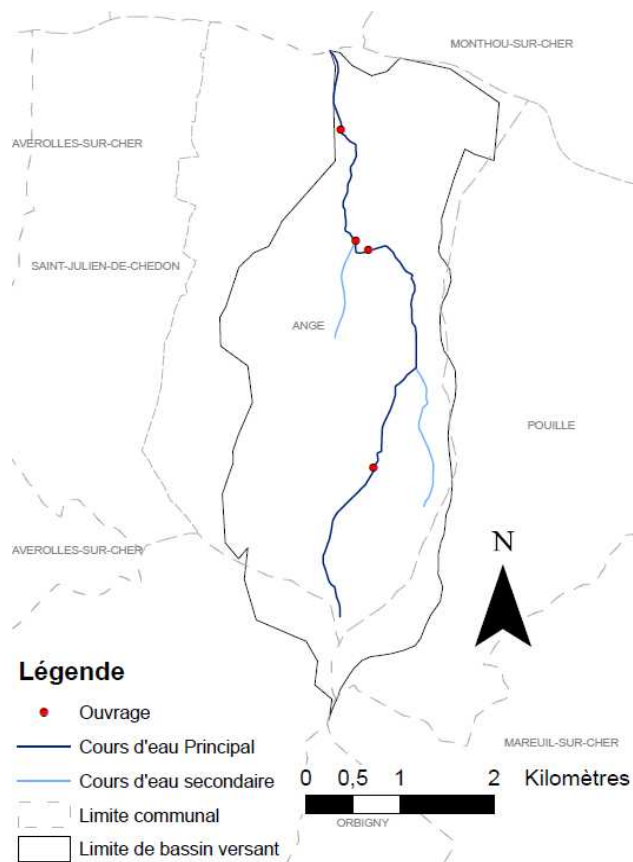 MONTHOU-SUR-CHER
AVEROLLES-SUR-CHER
SAINT-JULIEN-DE-CHEDON
ANGE
POUILLE
AVEROLLES-SUR-CHER
N
Légende
Ouvrage
Cours d'eau Principal
Cours d'eau secondaire
Limite communal
Limite de bassin versant
0 0,5 1 2 Kilomètres
MAREUIL-SUR-CHER
ORBIGNY